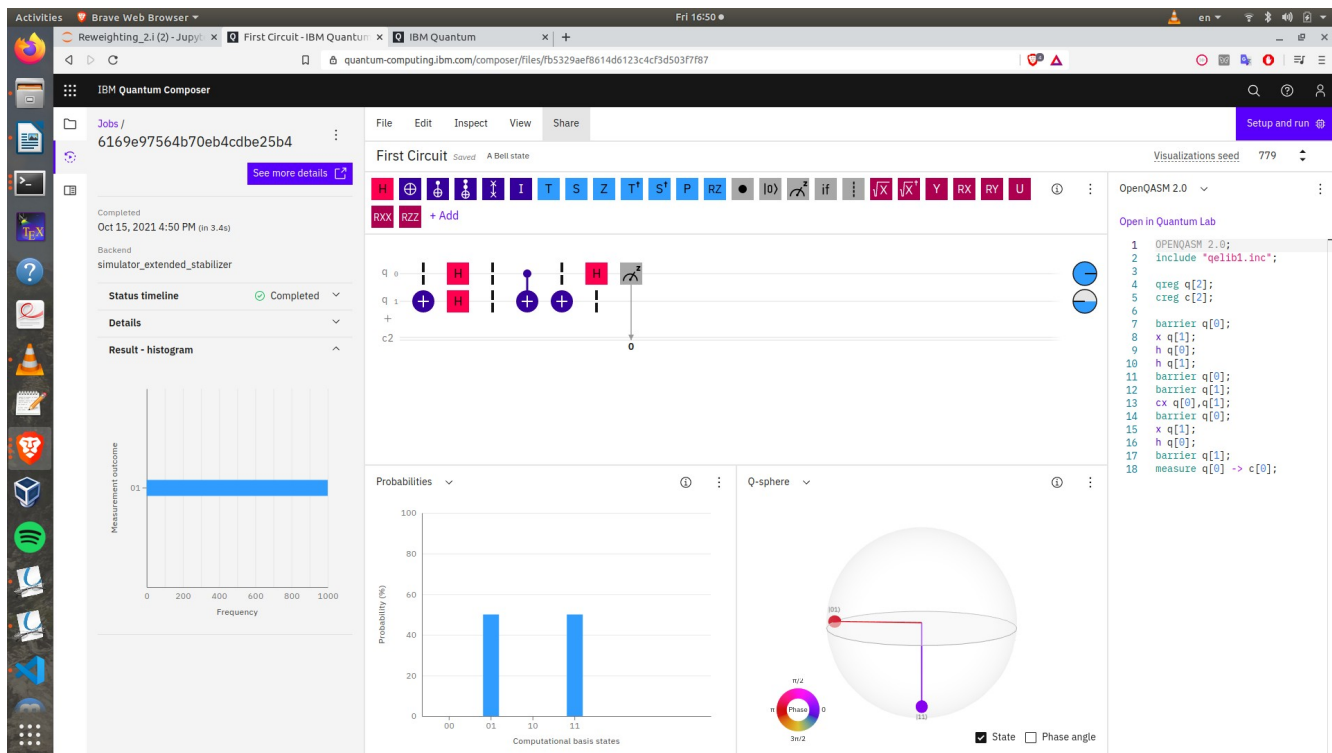 Activities Brave Web Browser Fri 16:50 en
Reweighting_2.i (2) - Jupyt × First Circuit - IBM Quantum × IBM Quantum × +
quantum-computing.ibm.com/composer/files/fb5329aef8614d6123c4cf3d503f7f87
IBM Quantum Composer
Jobs /
6169e97564b70eb4cdbe25b4
See more details
Completed
Oct 15, 2021 4:50 PM (in 3.4s)
Backend
simulator_extended_stabilizer
Status timeline Completed
Details
Result - histogram
Measurement outcome
01
0 200 400 600 800 1000
Frequency
File Edit Inspect View Share
Setup and run
First Circuit Saved A Bell state
Visualizations seed 779
H I T S Z T† S† P RZ |0⟩ z if √X √X† Y RX RY U
RXX RZZ + Add
q 0 H H z
q 1 + H + +
+
c2
0
Probabilities
100
80
60
40
20
0
Probability (%)
00 01 10 11
Computational basis states
Q-sphere
|01⟩
|11⟩
π/2
π Phase 0
3π/2
State Phase angle
OpenQASM 2.0
Open in Quantum Lab
1 OPENQASM 2.0;
2 include "qelib1.inc";
3
4 qreg q[2];
5 creg c[2];
6
7 barrier q[0];
8 x q[1];
9 h q[0];
10 h q[1];
11 barrier q[0];
12 barrier q[1];
13 cx q[0],q[1];
14 barrier q[0];
15 x q[1];
16 h q[0];
17 barrier q[1];
18 measure q[0] -> c[0];